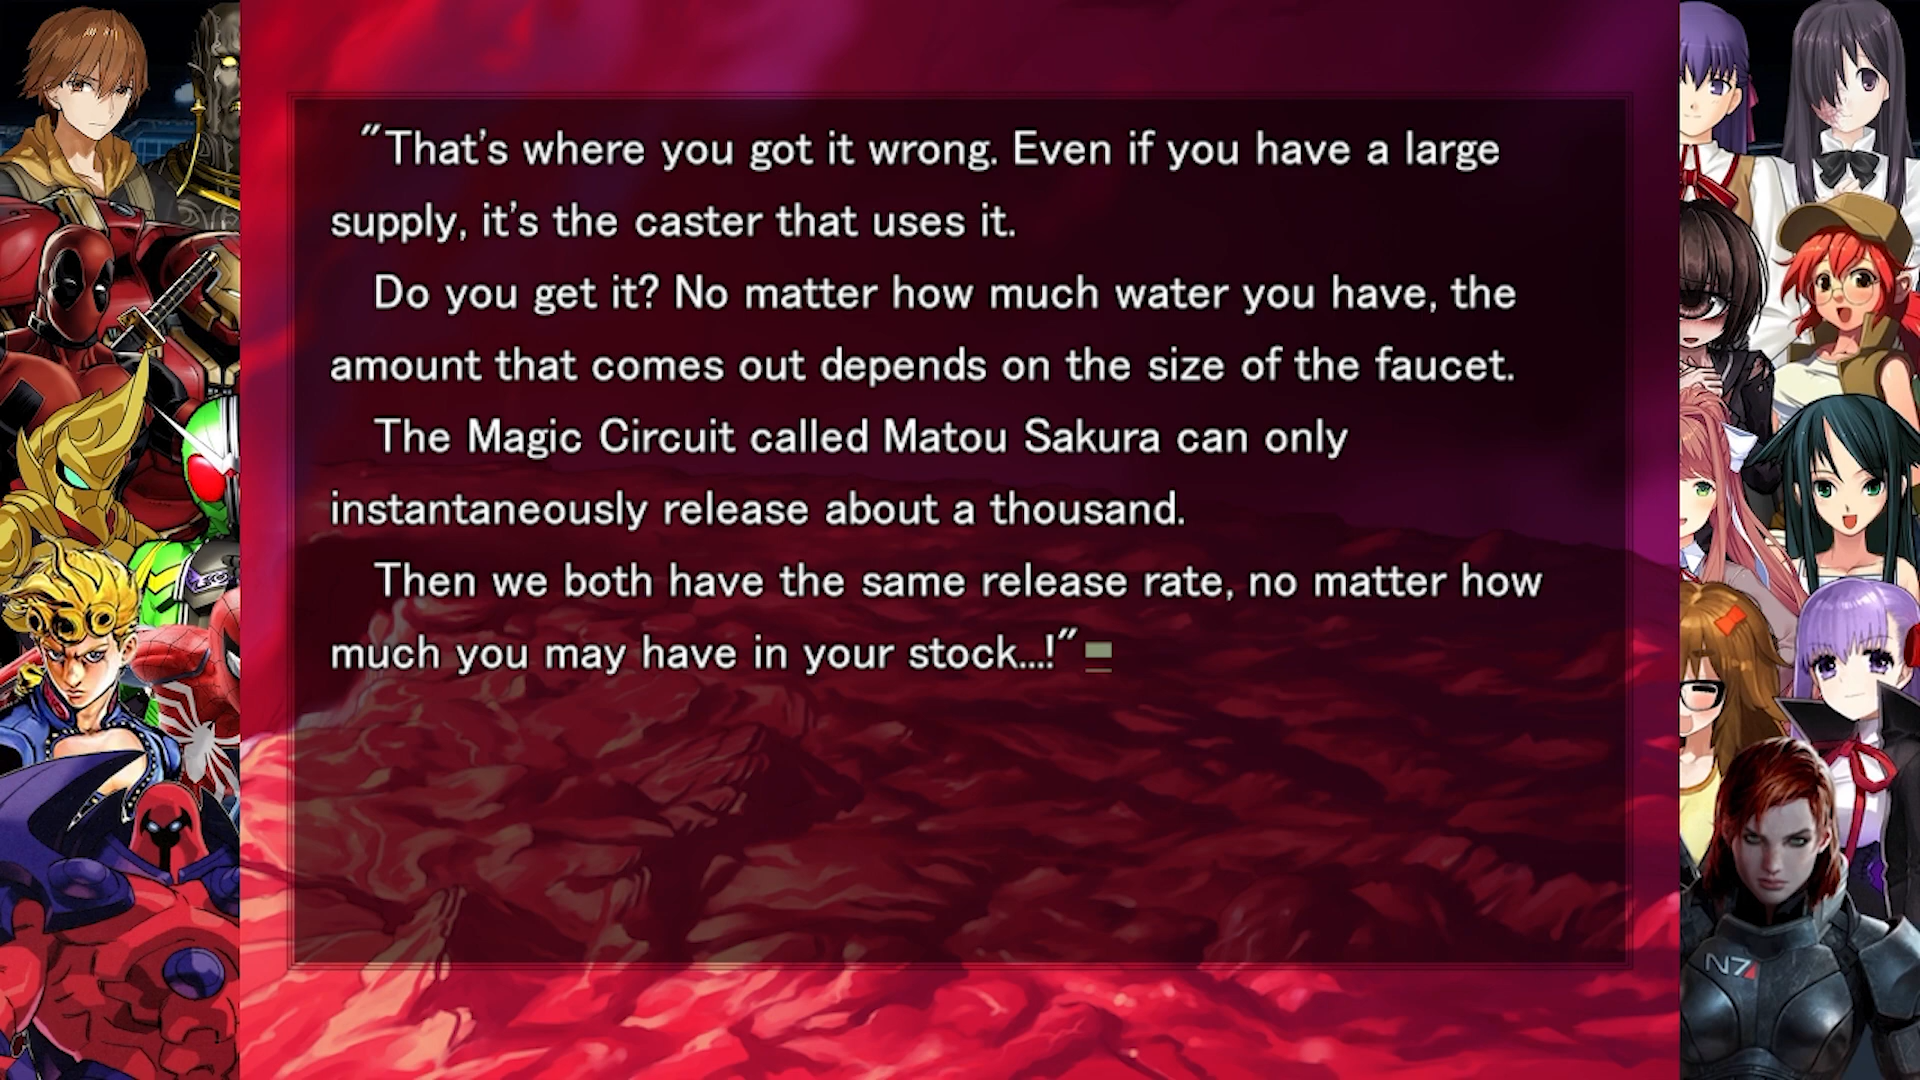 "That's where you got it wrong. Even if you have a large
supply, it's the caster that uses it.
Do you get it? No matter how much water you have, the
amount that comes out depends on the size of the faucet.
The Magic Circuit called Matou Sakura can only
instantaneously release about a thousand.
Then we both have the same release rate, no matter how
much you may have in your stock...!"
N7